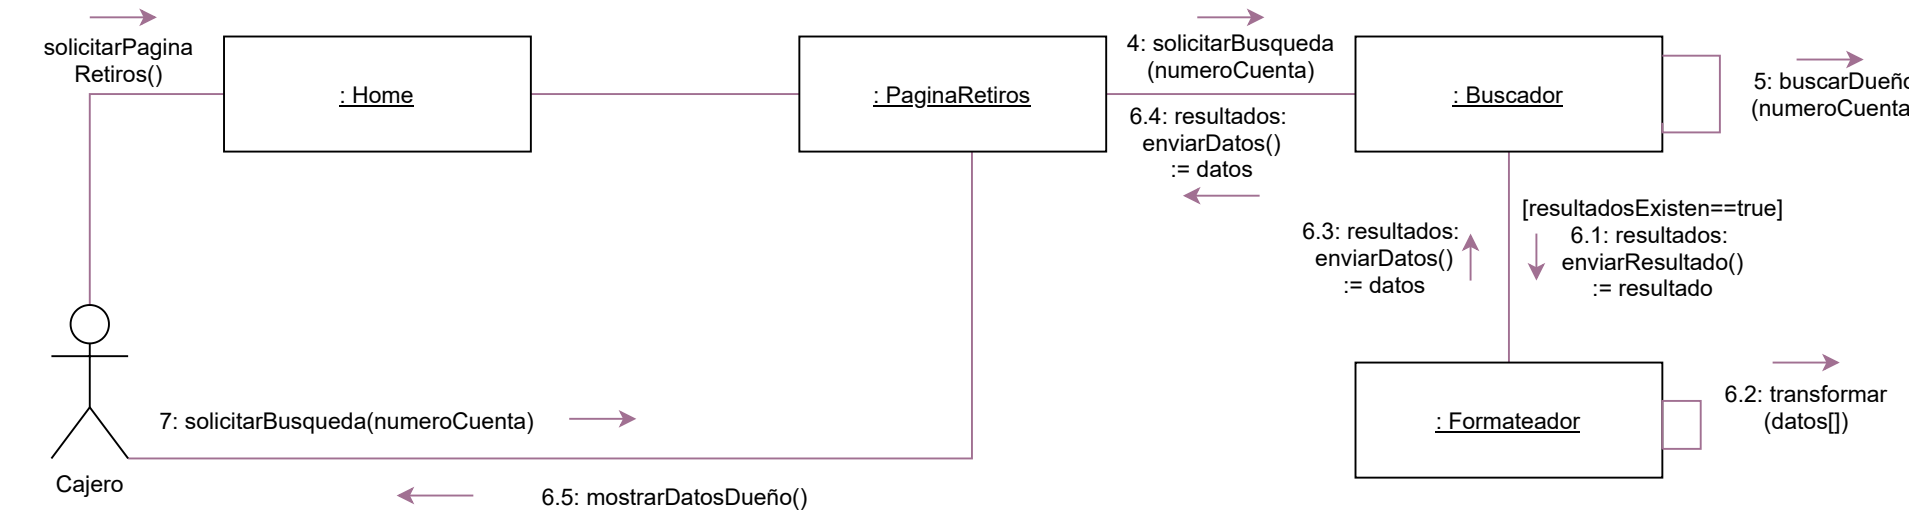 solicitarPagina
Retiros()
: Home
: PaginaRetiros
4: solicitarBusqueda
(numeroCuenta)
6.4: resultados:
enviarDatos()
:= datos
: Buscador
5: buscarDueño
(numeroCuenta
[resultadosExisten==true]
6.1: resultados:
enviarResultado()
:= resultado
6.3: resultados:
enviarDatos()
:= datos
6.2: transformar
(datos[])
: Formateador
7: solicitarBusqueda(numeroCuenta)
Cajero
6.5: mostrarDatosDueño()